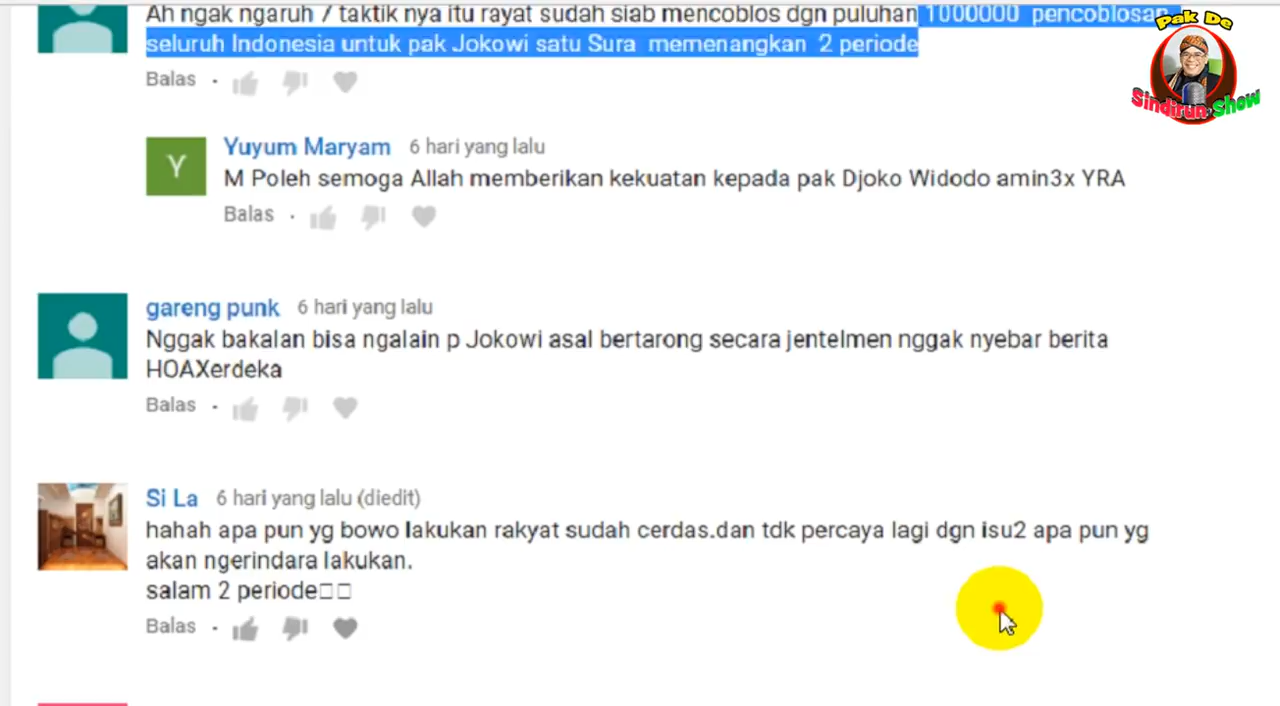 Ah ngak ngaruh / taktik nya itu rayat sudah siab mencoblos dgn puluhan 1000000 pencoblosan
seluruh Indonesia untuk pak Jokowi satu Sura memenangkan 2 periode
Balas
Pak De
Sindirun Show
Y
Yuyum Maryam 6 hari yang lalu
M Poleh semoga Allah memberikan kekuatan kepada pak Djoko Widodo amin3x YRA
Balas
gareng punk 6 hari yang lalu
Nggak bakalan bisa ngalain p Jokowi asal bertarong secara jentelmen nggak nyebar berita
HOAXerdeka
Balas
Si La 6 hari yang lalu (diedit)
hahah apa pun yg bowo lakukan rakyat sudah cerdas.dan tdk percaya lagi dgn isu2 apa pun yg
akan ngerindara lakukan.
salam 2 periode□□
Balas